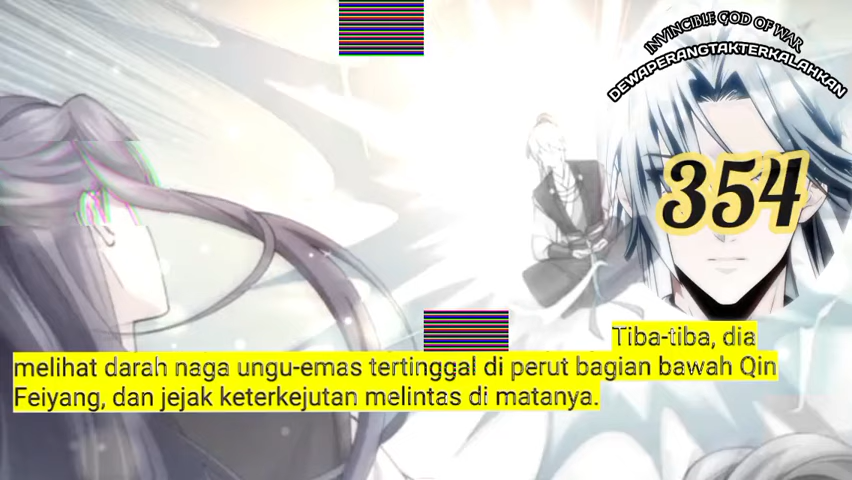 INVINCIBLE GOD OF WAR
DEWAPERANGTAKTERKALAHKAN
354
Tiba-tiba, dia
melihat darah naga ungu-emas tertinggal di perut bagian bawah Qin
Feiyang, dan jejak keterkejutan melintas di matanya.